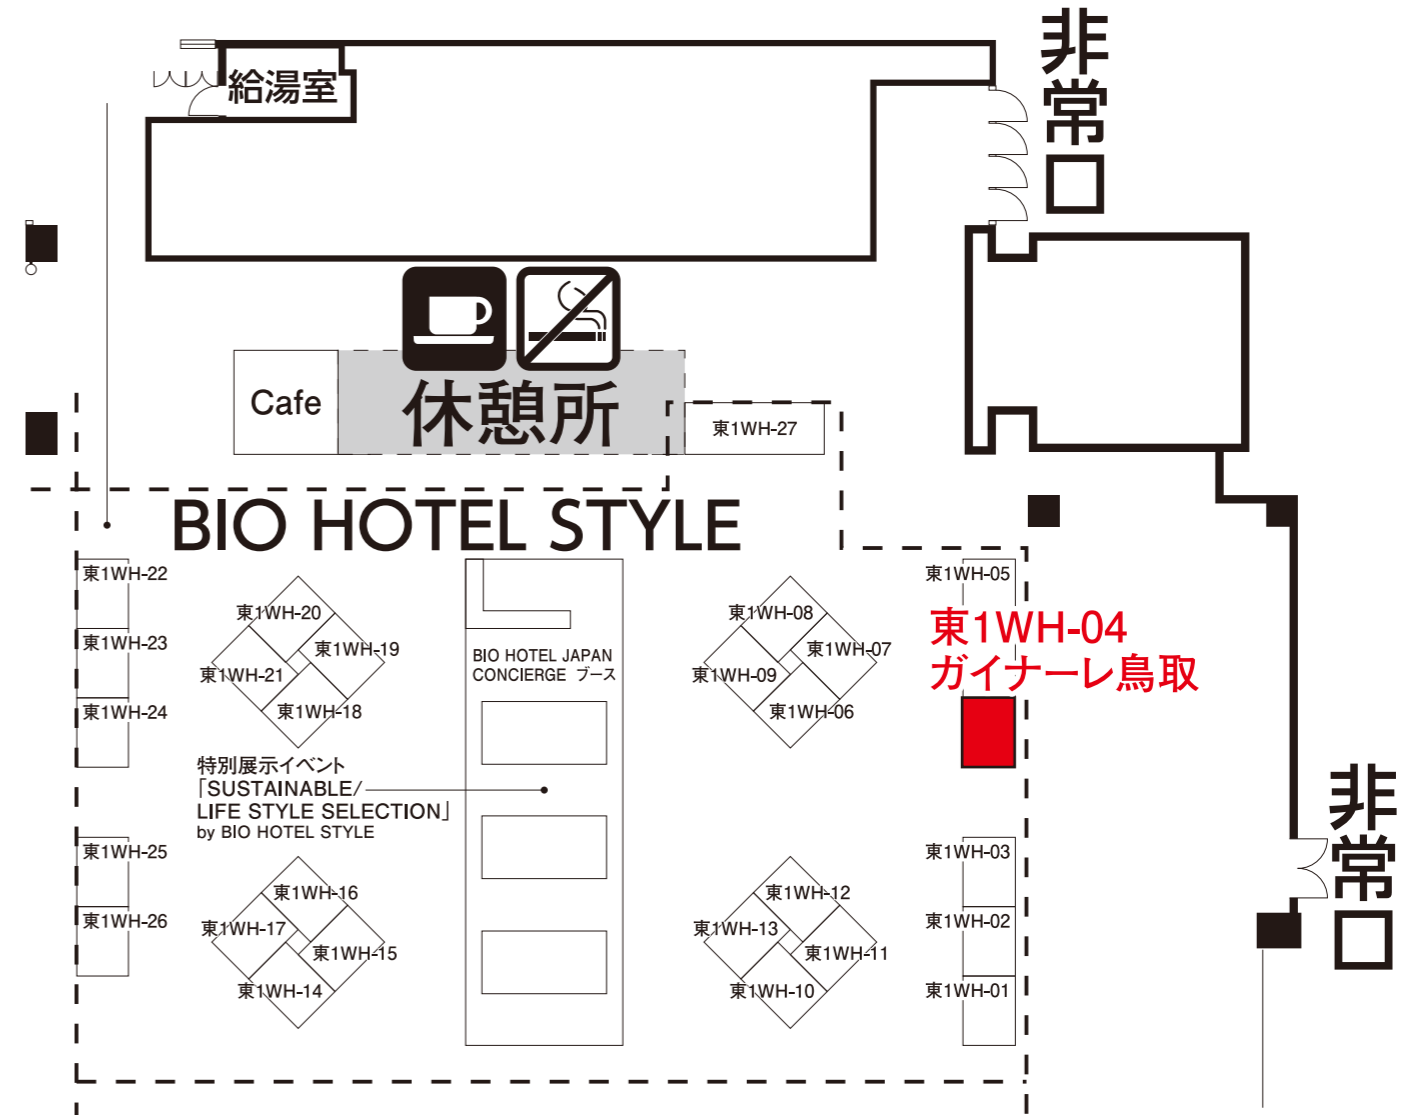 非常口
給湯室
Cafe
休憩所
東1WH-27
BIO HOTEL STYLE
東1WH-22
東1WH-23
東1WH-24
東1WH-20
東1WH-19
東1WH-21
東1WH-18
BIO HOTEL JAPAN
CONCIERGE ブース
東1WH-08
東1WH-07
東1WH-09
東1WH-06
東1WH-05
東1WH-04
ガイナーレ鳥取
特別展示イベント
「SUSTAINABLE/
LIFE STYLE SELECTION」
by BIO HOTEL STYLE
非常口
東1WH-25
東1WH-26
東1WH-16
東1WH-17
東1WH-15
東1WH-14
東1WH-12
東1WH-13
東1WH-11
東1WH-10
東1WH-03
東1WH-02
東1WH-01